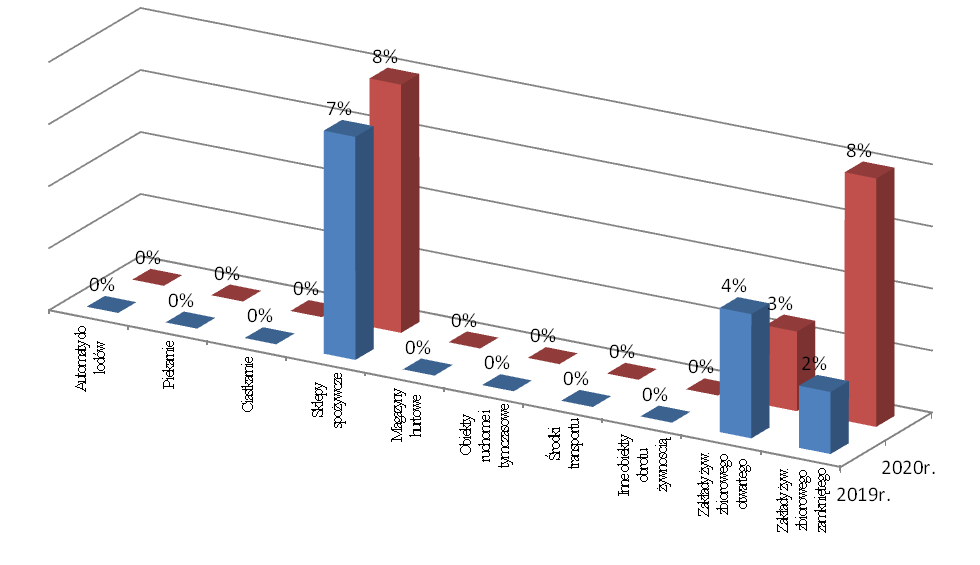 8%
7%
0%
0%
0%
0%
0%
0%
0%
0%
0%
0%
0%
0%
0%
0%
8%
4%
3%
2%
Automaty do
lodów
Piekarnie
Ciastkarnie
Sklepy
spożywcze
Magazyny
hurtowe
Obiekty
ruchome i
tymczasowe
Środki
transportu
Inne obiekty
obrotu
żywnością
Zakłady żyw.
zbiorowego
otwartego
Zakłady żyw.
zbiorowego
zamkniętego
2019r.
2020r.